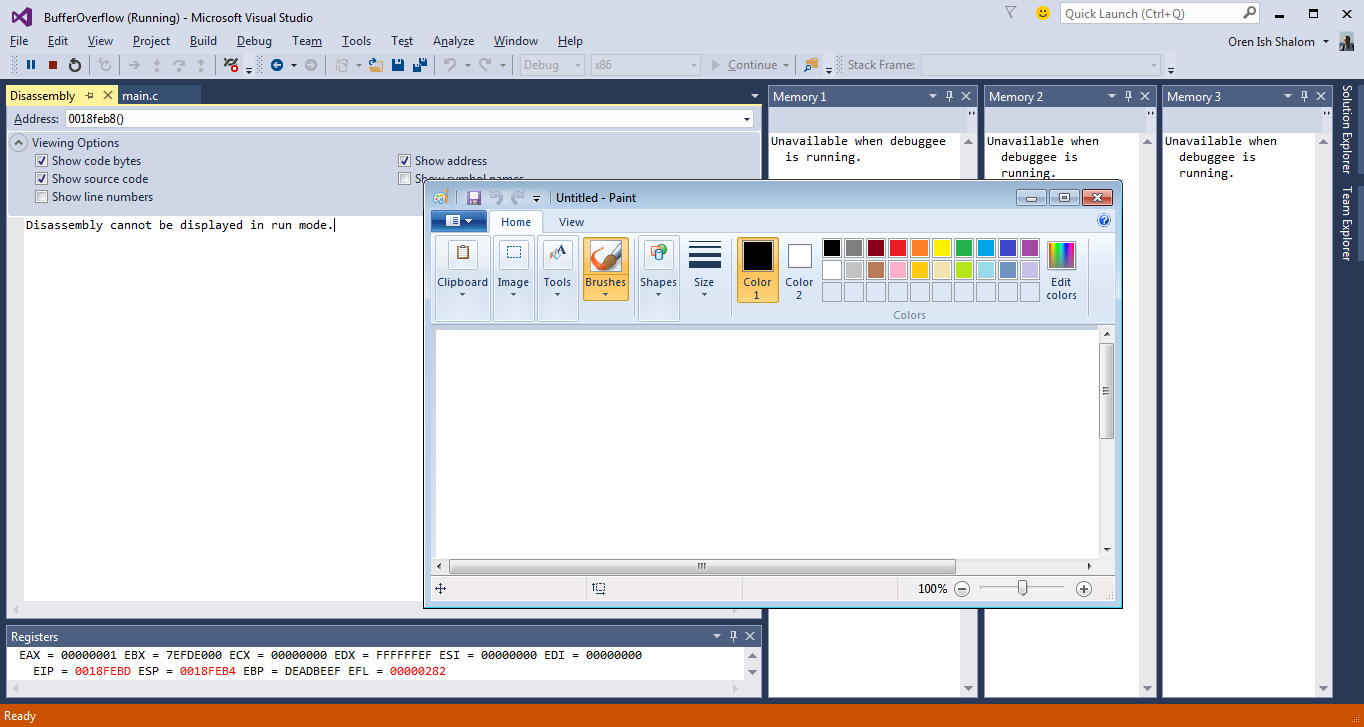 BufferOverflow (Running) - Microsoft Visual Studio
Quick Launch (Ctrl+Q)
File Edit View Project Build Debug Team Tools Test Analyze Window Help
Oren Ish Shalom
Debug x86 Continue Stack Frame:
Disassembly main.c
Address: 0018feb8()
Viewing Options
Show code bytes Show address
Show source code Show symbol names
Show line numbers
Disassembly cannot be displayed in run mode.
Memory 1
Unavailable when debuggee
is running.
Memory 2
Unavailable when
debuggee is
running.
Memory 3
Unavailable when
debuggee is
running.
Solution Explorer
Team Explorer
Untitled - Paint
Home View
Clipboard Image Tools Brushes Shapes Size
Color
1
Color
2
Edit
colors
Colors
100%
Registers
EAX = 00000001 EBX = 7EFDE000 ECX = 00000000 EDX = FFFFFFEF ESI = 00000000 EDI = 00000000
EIP = 0018FEBD ESP = 0018FEB4 EBP = DEADBEEF EFL = 00000282
Ready